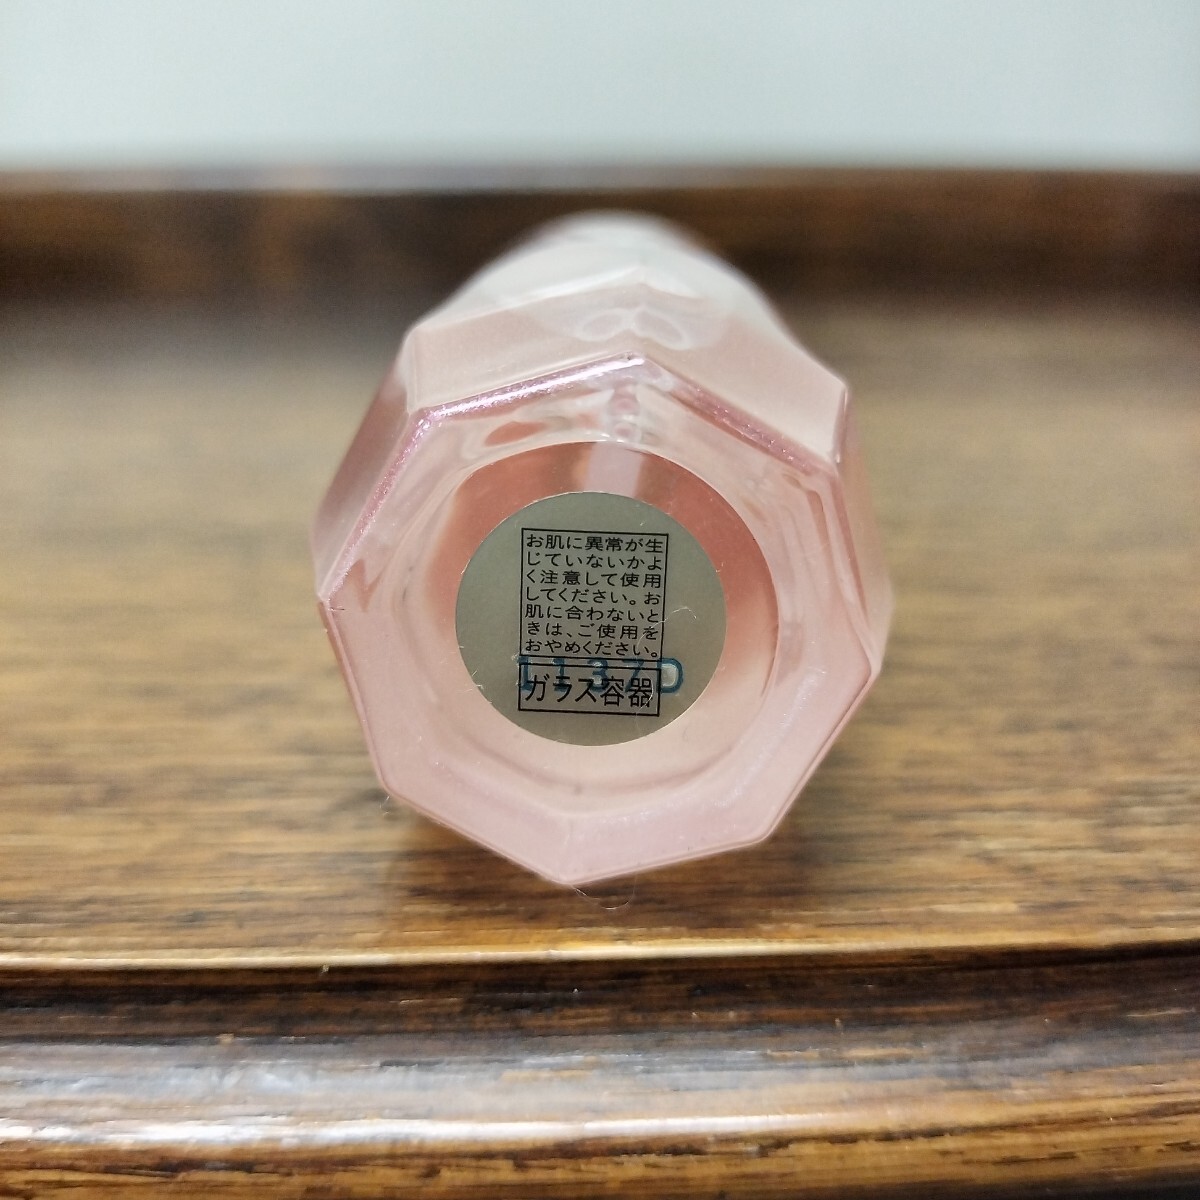 お肌に異常が生
じていないかよ
く注意して使用
してください。お
肌に合わないと
きは、ご使用を
おやめください。
1137D
ガラス容器